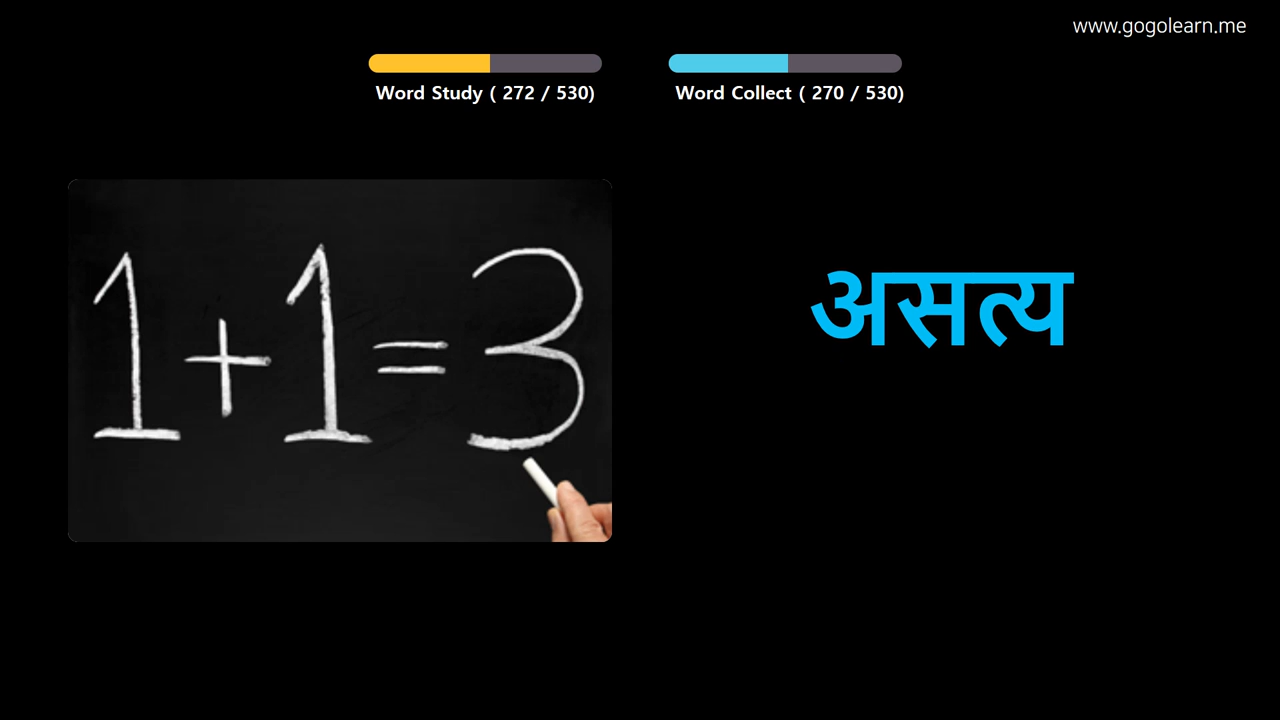 www.gogolearn.me
Word Study ( 272 / 530)
Word Collect ( 270 / 530)
1+1=3
असत्य